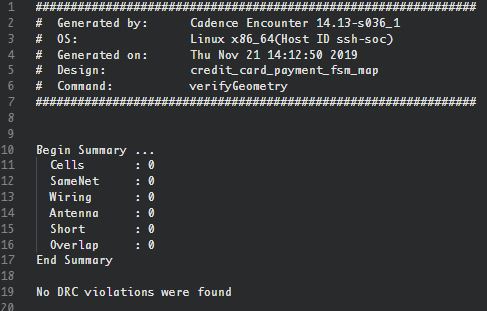 1 ###############################################################
2 #  Generated by:      Cadence Encounter 14.13-s036_1
3 #  OS:                Linux x86_64(Host ID ssh-soc)
4 #  Generated on:      Thu Nov 21 14:12:50 2019
5 #  Design:            credit_card_payment_fsm_map
6 #  Command:           verifyGeometry
7 ###############################################################
8
9
10 Begin Summary ...
11   Cells       : 0
12   SameNet     : 0
13   Wiring      : 0
14   Antenna     : 0
15   Short       : 0
16   Overlap     : 0
17 End Summary
18
19 No DRC violations were found
20